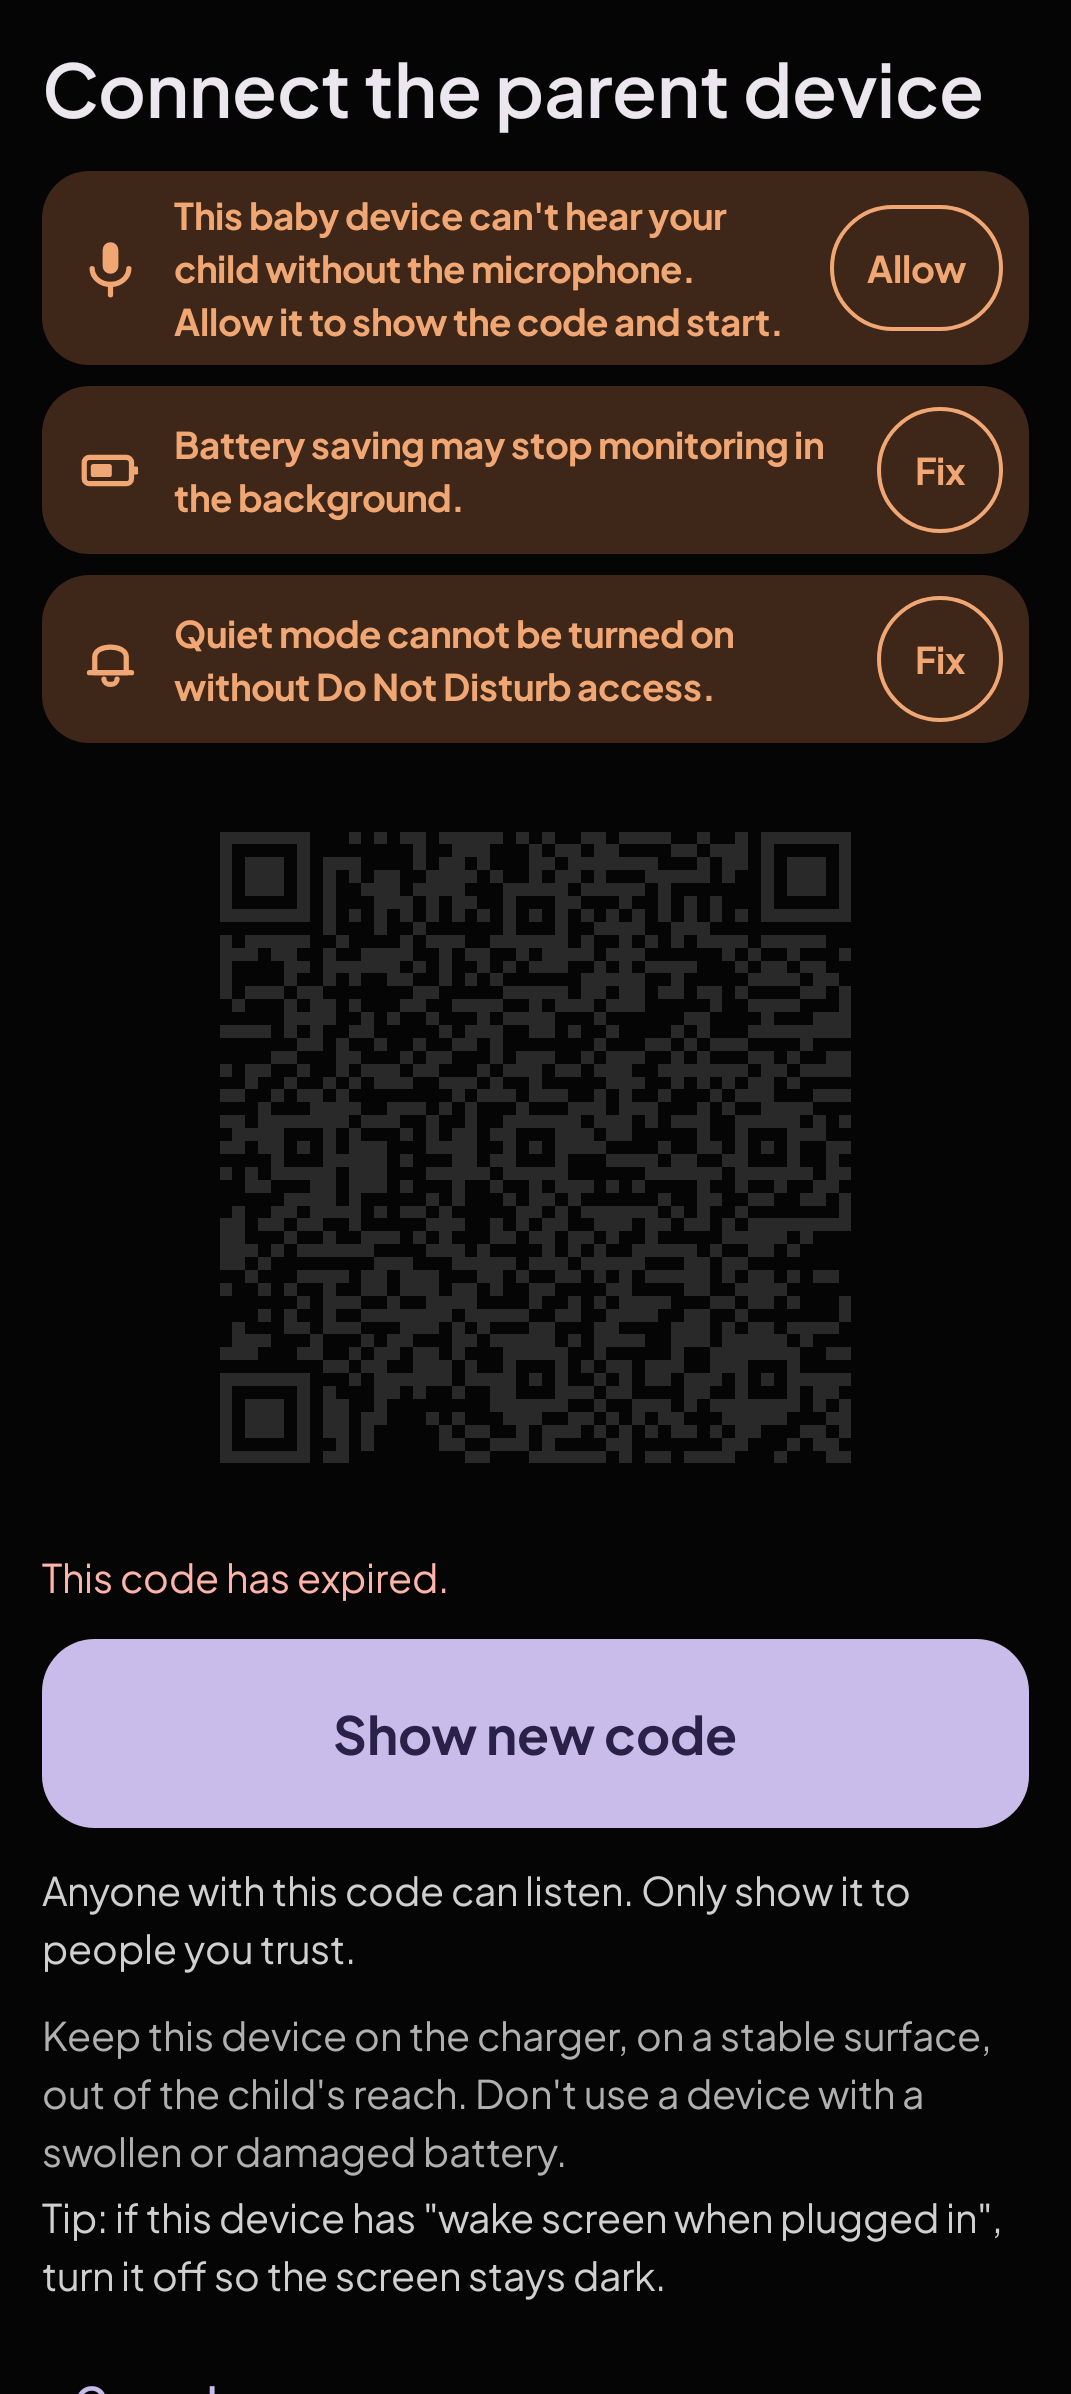 Connect the parent device
This baby device can't hear your
child without the microphone.
Allow it to show the code and start.
Allow
Battery saving may stop monitoring in
the background.
Fix
Quiet mode cannot be turned on
without Do Not Disturb access.
Fix
This code has expired.
Show new code
Anyone with this code can listen. Only show it to
people you trust.
Keep this device on the charger, on a stable surface,
out of the child's reach. Don't use a device with a
swollen or damaged battery.
Tip: if this device has "wake screen when plugged in",
turn it off so the screen stays dark.